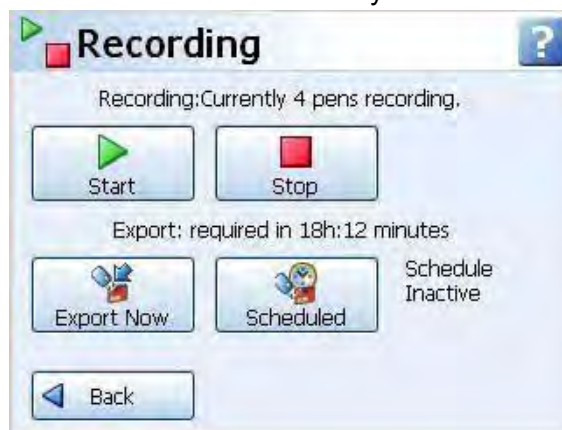 Recording
?
Recording:Currently 4 pens recording.
Start Stop
Export: required in 18h:12 minutes
Schedule
Inactive
Export Now Scheduled
Back